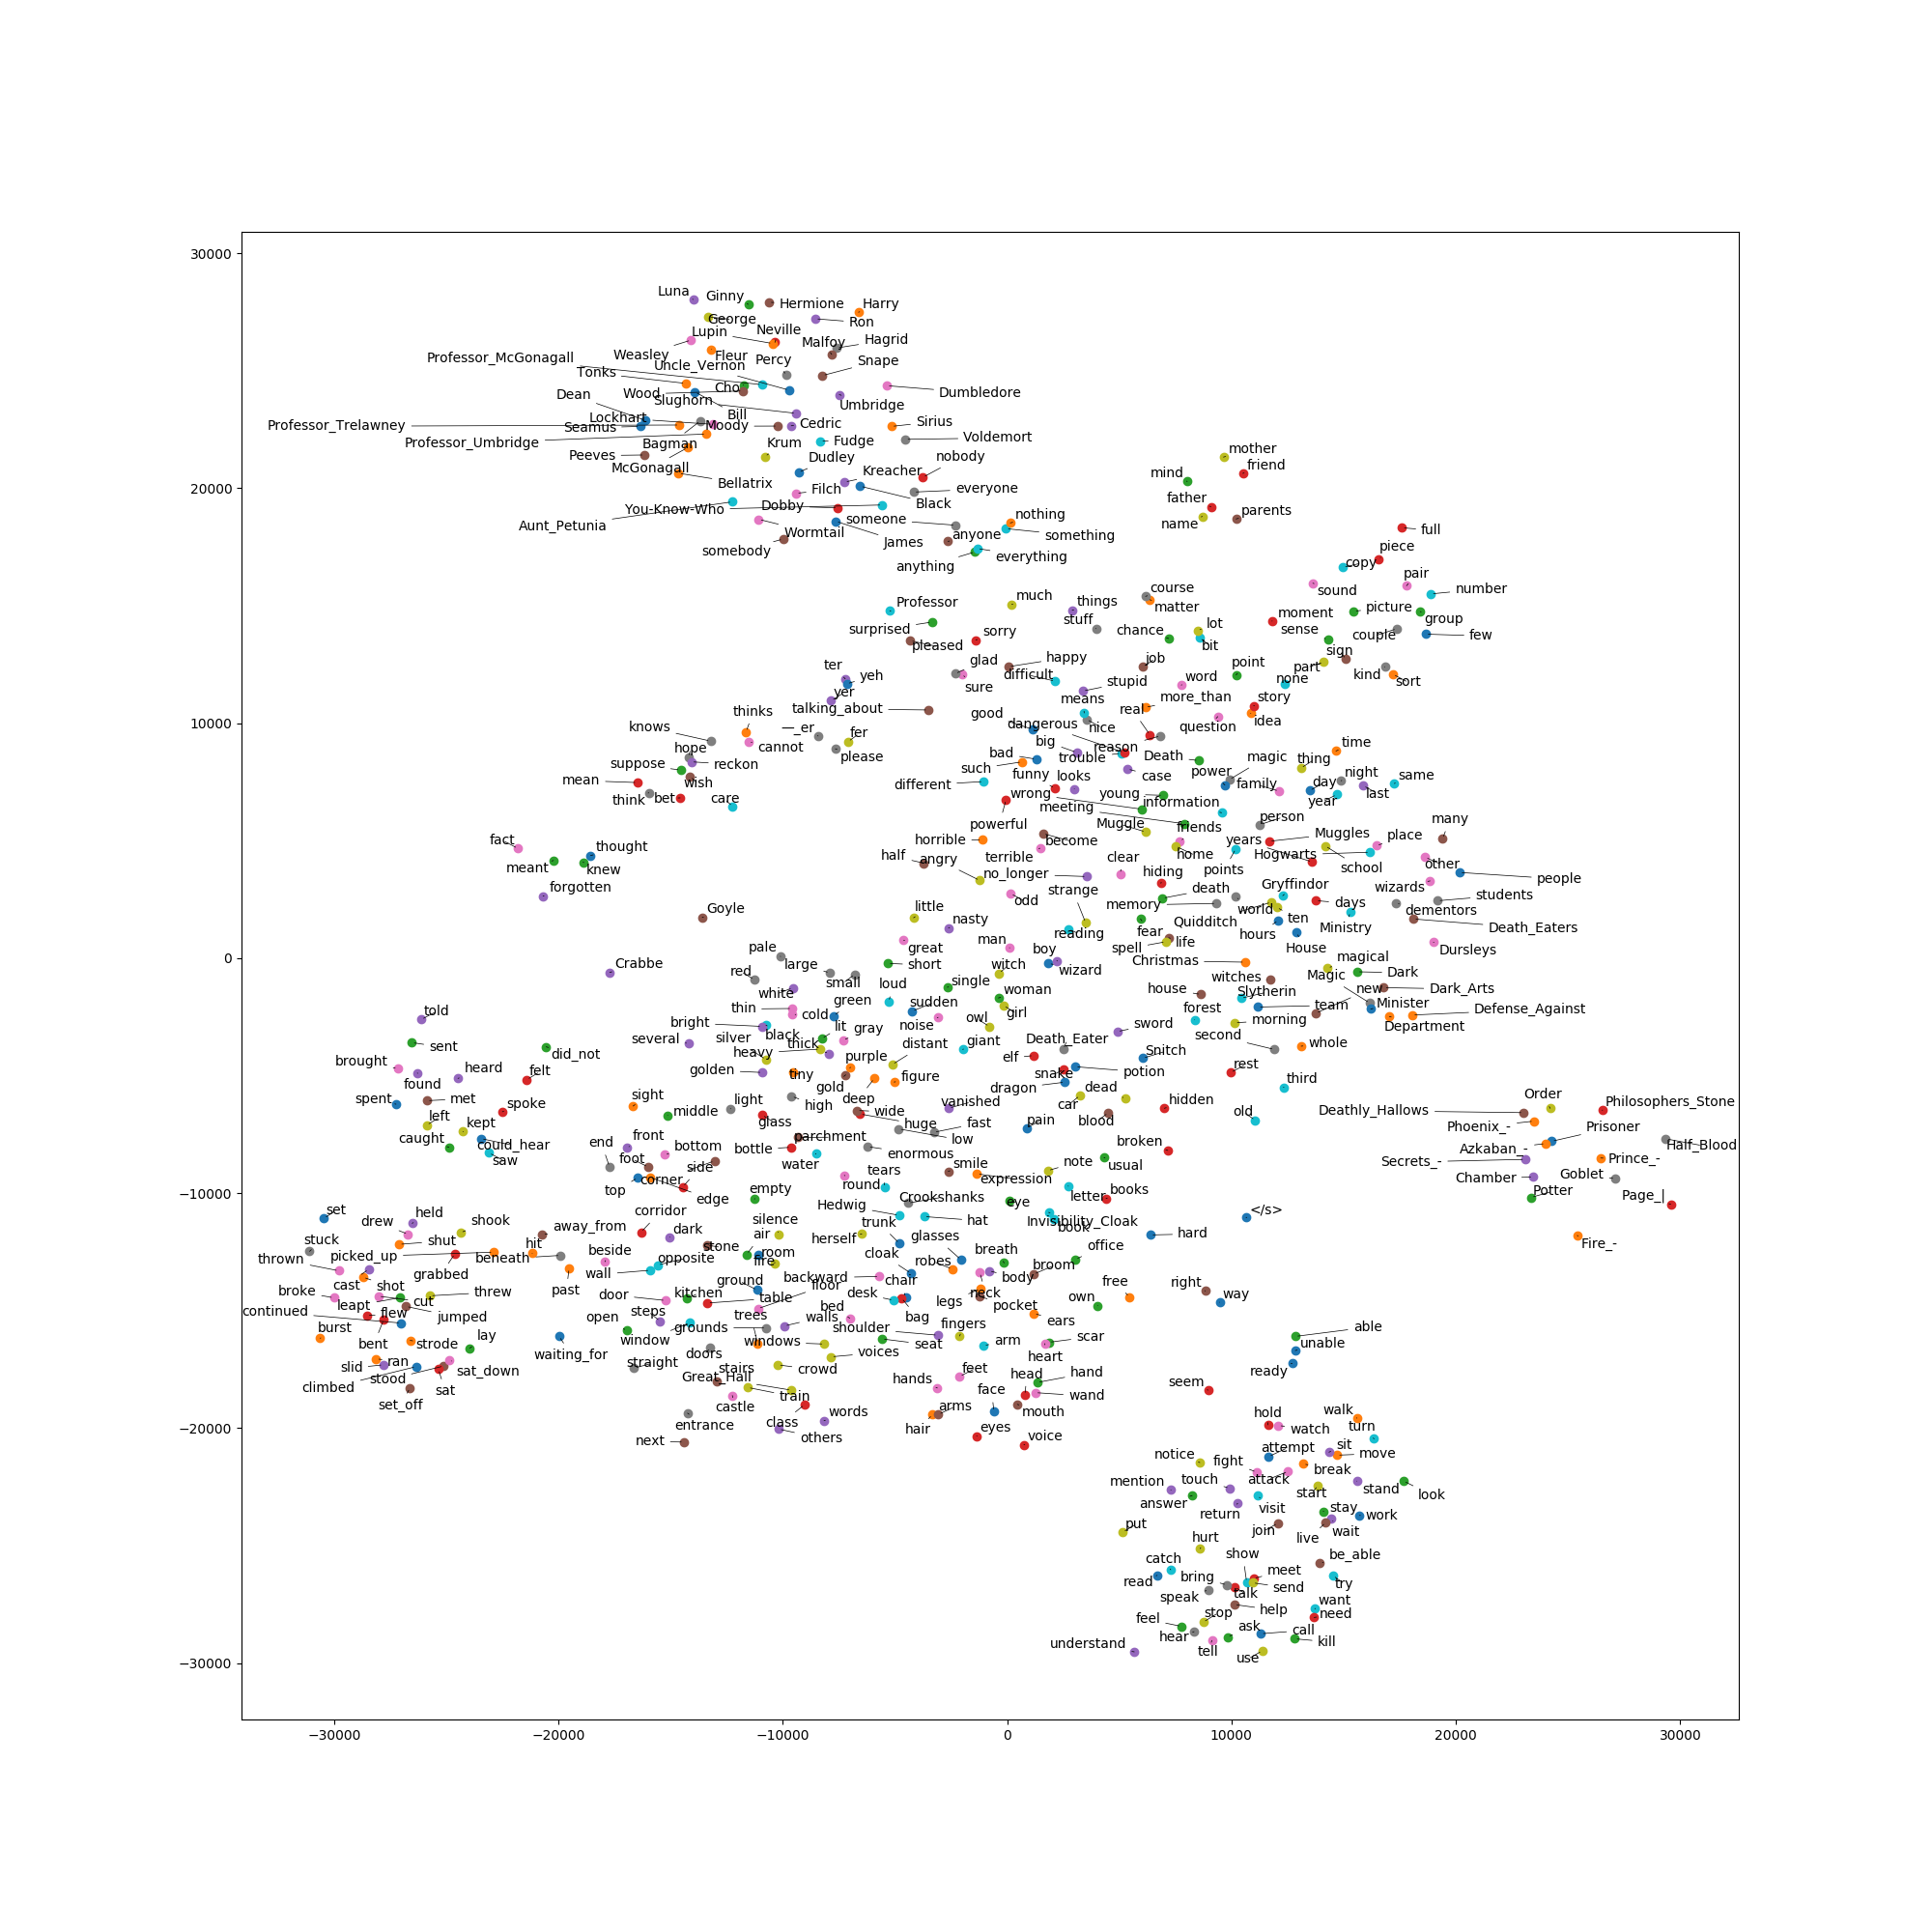 30000
20000
10000
0
−10000
−20000
−30000
Luna
Ginny
Hermione
Harry
George
Ron
Lupin
Neville
Hagrid
Weasley
Malfoy
Fleur
Professor_McGonagall
Uncle_Vernon
Percy
Snape
Tonks
Dean
Wood
Cho
Dumbledore
Slughorn
Umbridge
Lockhart
Bill
Professor_Trelawney
Seamus
Moody
Cedric
Sirius
Professor_Umbridge
Bagman
Krum
Fudge
Voldemort
Peeves
McGonagall
Dudley
nobody
Bellatrix
Filch
Kreacher
everyone
You-Know-Who
Dobby
Black
Aunt_Petunia
someone
nothing
something
somebody
Wormtail
James
anyone
anything
everything
mother
mind
friend
father
name
parents
full
piece
copy
sound
pair
number
Professor
much
things
course
matter
surprised
stuff
pleased
sorry
chance
lot
bit
moment
sense
picture
couple
group
few
ter
yeh
glad
sure
happy
difficult
job
point
part
sign
kind
sort
yer
talking_about
means
stupid
word
more_than
none
story
thinks
—_er
good
dangerous
nice
real
question
idea
knows
cannot
fer
please
big
reason
Death
magic
thing
time
hope
suppose
reckon
bad
trouble
case
power
family
day
night
same
mean
wish
such
funny
looks
different
young
information
year
last
think
bet
care
wrong
meeting
powerful
Muggle
person
many
fact
thought
horrible
become
friends
years
Muggles
place
meant
knew
half
angry
terrible
clear
home
points
Hogwarts
school
other
forgotten
no_longer
hiding
people
odd
strange
memory
death
Gryffindor
wizards
students
Goyle
little
world
days
dementors
nasty
Quidditch
ten
Ministry
Death_Eaters
reading
fear
hours
great
man
spell
life
House
Dursleys
pale
boy
Crabbe
large
short
wizard
Christmas
magical
red
small
witch
witches
Magic
Dark
white
loud
single
woman
house
Slytherin
new
Dark_Arts
thin
green
sudden
girl
team
Minister
told
cold
noise
owl
forest
morning
Department
Defense_Against
bright
black
lit
gray
sword
second
sent
several
silver
thick
giant
Death_Eater
Snitch
whole
did_not
heavy
purple
distant
elf
brought
heard
felt
golden
tiny
figure
snake
potion
rest
found
gold
dragon
third
spent
met
sight
light
high
deep
wide
vanished
car
dead
hidden
left
spoke
middle
glass
huge
fast
pain
blood
old
kept
Order
Philosophers_Stone
Deathly_Hallows
Phoenix_-
Prisoner
Azkaban_-
Half_Blood
caught
could_hear
end
front
bottom
parchment
low
broken
Secrets_-
Prince_-
saw
foot
side
bottle
water
enormous
usual
Chamber
Goblet
top
corner
edge
tears
smile
note
Potter
Page_|
round
expression
empty
Crookshanks
eye
letter
books
set
held
Hedwig
hat
Invisibility_Cloak
book
</s>
drew
shook
away_from
corridor
silence
trunk
hard
Fire_-
stuck
shut
hit
dark
air
herself
glasses
office
picked_up
beneath
beside
stone
room
cloak
robes
breath
thrown
grabbed
opposite
fire
broom
wall
backward
chair
body
free
right
cast
shot
past
ground
floor
broke
cut
threw
door
kitchen
table
desk
legs
neck
own
way
leapt
flew
jumped
steps
bed
bag
pocket
continued
trees
ears
burst
bent
strode
lay
open
window
grounds
walls
windows
shoulder
fingers
arm
scar
able
waiting_for
doors
voices
seat
heart
unable
slid
ran
sat_down
straight
stairs
crowd
feet
head
hand
ready
climbed
stood
sat
Great_Hall
hands
face
wand
seem
set_off
castle
train
arms
mouth
entrance
class
words
hair
eyes
voice
next
others
hold
watch
walk
turn
notice
attempt
sit
move
fight
mention
touch
attack
break
start
stand
look
answer
return
visit
stay
work
put
join
live
wait
hurt
show
catch
be_able
read
bring
meet
speak
talk
send
try
want
feel
stop
help
need
hear
ask
call
tell
use
kill
understand
−30000
−20000
−10000
0
10000
20000
30000